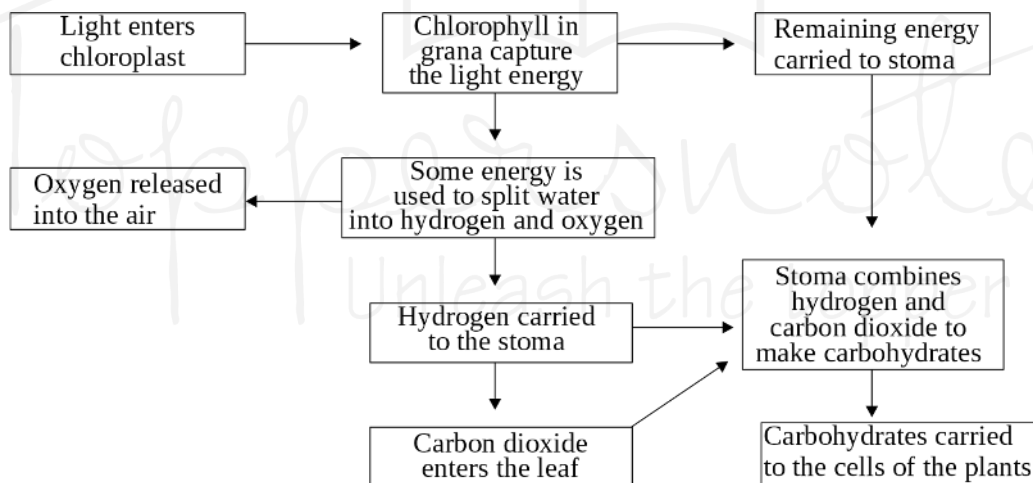 Light enters
chloroplast
Chlorophyll in
grana capture
the light energy
Remaining energy
carried to stoma
Oxygen released
into the air
Some energy is
used to split water
into hydrogen and oxygen
Hydrogen carried
to the stoma
Stoma combines
hydrogen and
carbon dioxide to
make carbohydrates
Carbon dioxide
enters the leaf
Carbohydrates carried
to the cells of the plants
Toppersnotes
Unleash the topper